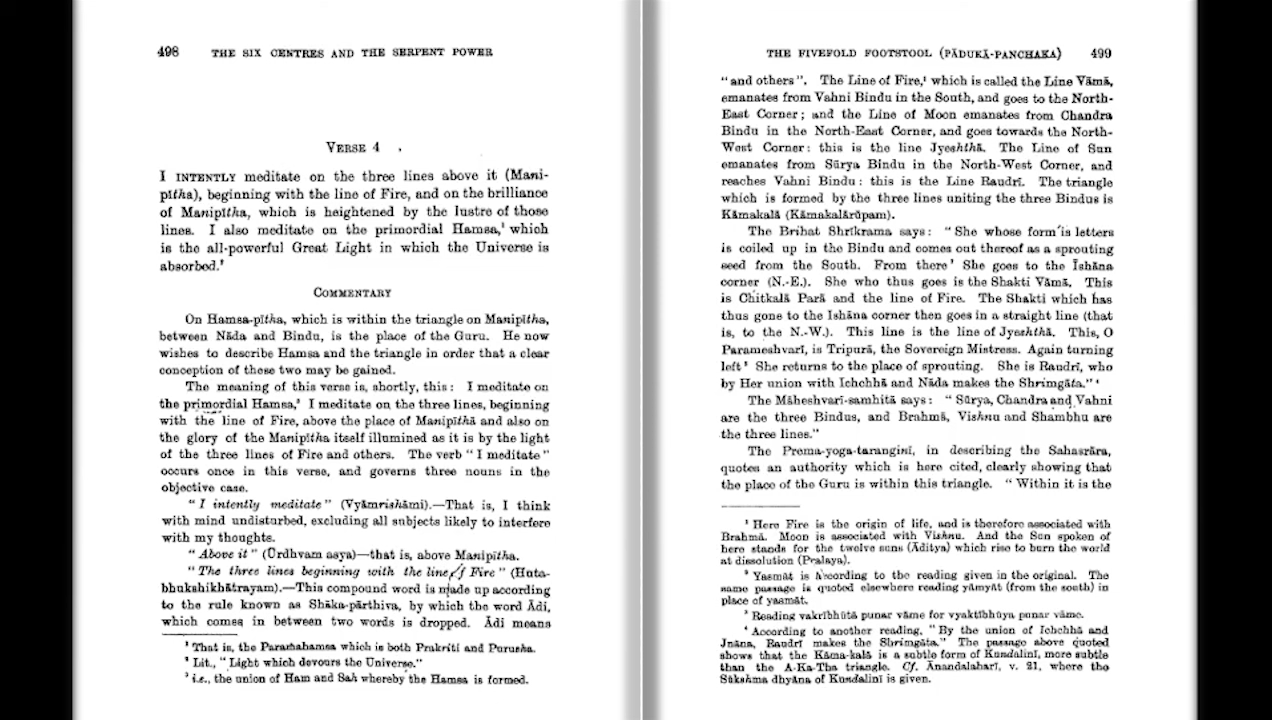 498 THE SIX CENTRES AND THE SERPENT POWER
VERSE 4
I INTENTLY meditate on the three lines above it (Mani-
pītha), beginning with the line of Fire, and on the brilliance
of Manipītha, which is heightened by the lustre of those
lines. I also meditate on the primordial Hamsa,¹ which
is the all-powerful Great Light in which the Universe is
absorbed.²
COMMENTARY
On Hamsa-pītha, which is within the triangle on Manipītha,
between Nāda and Bindu, is the place of the Guru. He now
wishes to describe Hamsa and the triangle in order that a clear
conception of these two may be gained.
The meaning of this verse is, shortly, this: I meditate on
the primordial Hamsa,³ I meditate on the three lines, beginning
with the line of Fire, above the place of Manipīthā and also on
the glory of the Manipītha itself illumined as it is by the light
of the three lines of Fire and others. The verb "I meditate"
occurs once in this verse, and governs three nouns in the
objective case.
"I intently meditate" (Vyāmrishāmi).—That is, I think
with mind undisturbed, excluding all subjects likely to interfere
with my thoughts.
"Above it" (Ūrdhvam asya)—that is, above Manipītha.
"The three lines beginning with the line of Fire" (Huta-
bhukshikhātrayam).—This compound word is made up according
to the rule known as Shāka-pārthiva, by which the word Ādi,
which comes in between two words is dropped. Ādi means
¹ That is, the Paramahamsa which is both Prakriti and Purusha.
² Lit., "Light which devours the Universe."
³ i.e., the union of Ham and Sah whereby the Hamsa is formed.
THE FIVEFOLD FOOTSTOOL (PĀDUKĀ-PANCHAKA) 499
"and others". The Line of Fire,¹ which is called the Line Vāmā,
emanates from Vahni Bindu in the South, and goes to the North-
East Corner; and the Line of Moon emanates from Chandra
Bindu in the North-East Corner, and goes towards the North-
West Corner: this is the line Jyeshthā. The Line of Sun
emanates from Sūrya Bindu in the North-West Corner, and
reaches Vahni Bindu: this is the Line Raudrī. The triangle
which is formed by the three lines uniting the three Bindus is
Kāmakalā (Kāmakalārūpam).
The Brihat Shrīkrama says: "She whose form is letters
is coiled up in the Bindu and comes out thereof as a sprouting
seed from the South. From there² She goes to the Īshāna
corner (N.-E.). She who thus goes is the Shakti Vāmā. This
is Chitkalā Parā and the line of Fire. The Shakti which has
thus gone to the Ishāna corner then goes in a straight line (that
is, to the N.-W.). This line is the line of Jyeshthā. This, O
Parameshvarī, is Tripurā, the Sovereign Mistress. Again turning
left³ She returns to the place of sprouting. She is Raudrī, who
by Her union with Ichchhā and Nāda makes the Shrimgāta."⁴
The Māheshvarī-samhitā says: "Sūrya, Chandra and Vahni
are the three Bindus, and Brahmā, Vishnu and Shambhu are
the three lines."
The Prema-yoga-taranginī, in describing the Sahasrāra,
quotes an authority which is here cited, clearly showing that
the place of the Guru is within this triangle. "Within it is the
¹ Here Fire is the origin of life, and is therefore associated with
Brahmā. Moon is associated with Vishnu. And the Sun spoken of
here stands for the twelve suns (Āditya) which rise to burn the world
at dissolution (Pralaya).
² Yasmāt is according to the reading given in the original. The
same passage is quoted elsewhere reading yāmyāt (from the south) in
place of yasmāt.
³ Reading vakrībhūtā punar vāme for vyaktībhūya punar vāme.
⁴ According to another reading, "By the union of Ichchhā and
Jnāna, Raudrī makes the Shrimgāta." The passage above quoted
shows that the Kāma-kalā is a subtle form of Kundalinī, more subtle
than the A-Ka-Tha triangle. Cf. Ānandalaharī, v. 21, where the
Sūkshma dhyāna of Kundalinī is given.